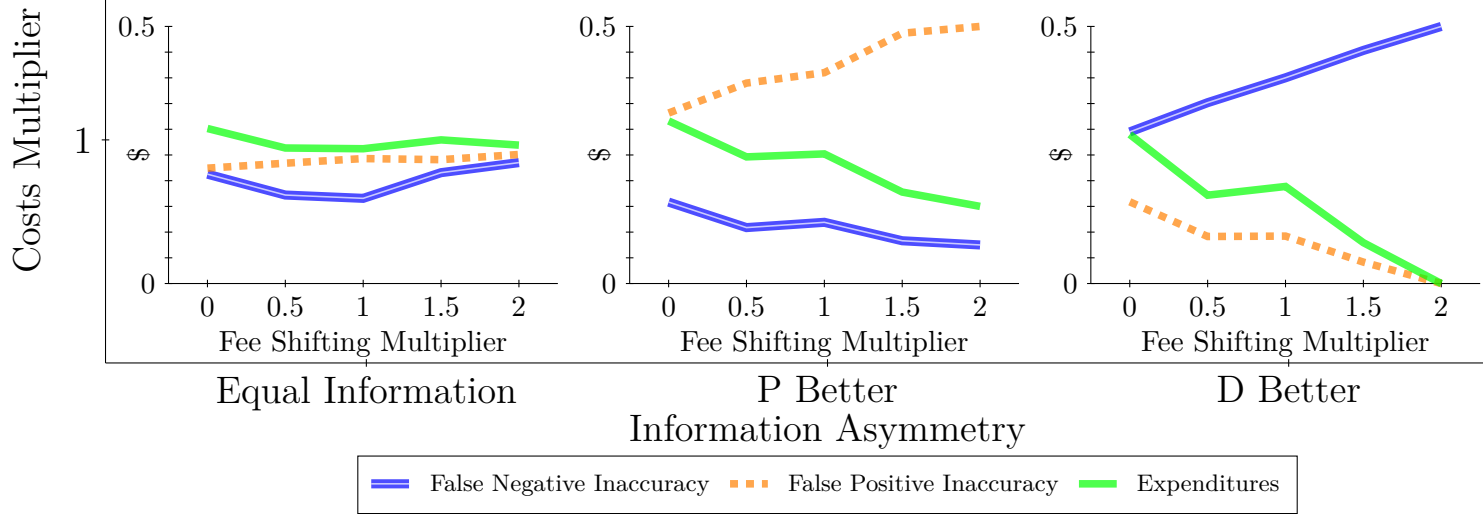 Costs Multiplier
1
0.5
$
0
0 0.5 1 1.5 2
Fee Shifting Multiplier
0.5
$
0
0 0.5 1 1.5 2
Fee Shifting Multiplier
0.5
$
0
0 0.5 1 1.5 2
Fee Shifting Multiplier
Equal Information
P Better
D Better
Information Asymmetry
False Negative Inaccuracy False Positive Inaccuracy Expenditures